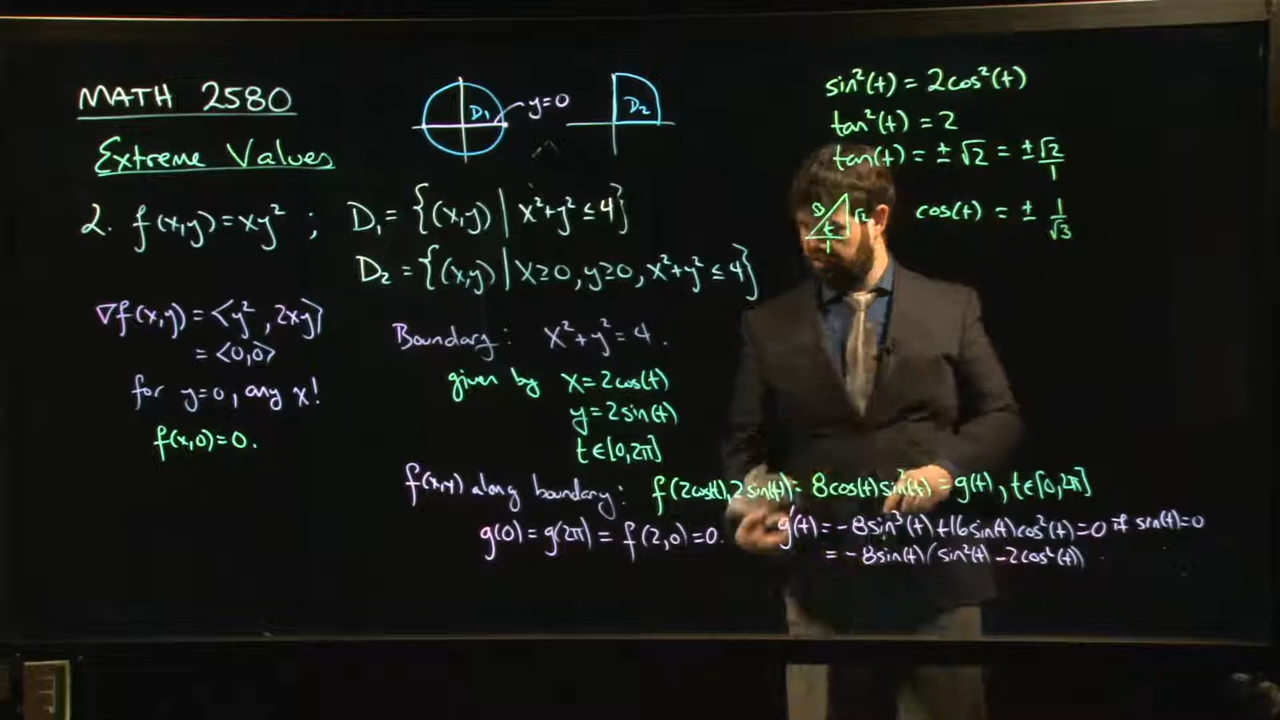 MATH 2580
Extreme Values
D₁
y=0
D₂
2. f(x,y)=xy² ; D₁={(x,y) | x²+y²≤4}
D₂={(x,y) | x≥0, y≥0, x²+y²≤4}
∇f(x,y)=<y², 2xy>
=<0,0>
for y=0, any x!
f(x,0)=0.
Boundary: x²+y²=4.
given by x=2cos(t)
y=2sin(t)
t∈[0,2π]
f(x,y) along boundary: f(2cos(t),2sin(t))= 8cos(t)sin²(t) = g(t), t∈[0,2π]
g(0)=g(2π)=f(2,0)=0.
g'(t)=-8sin³(t)+16sin(t)cos²(t)=0 if sin(t)=0
=-8sin(t)(sin²(t)-2cos²(t))
sin²(t)=2cos²(t)
tan²(t)=2
tan(t)=±√2=±√2/1
√3
√2
t
1
cos(t)=±1/√3